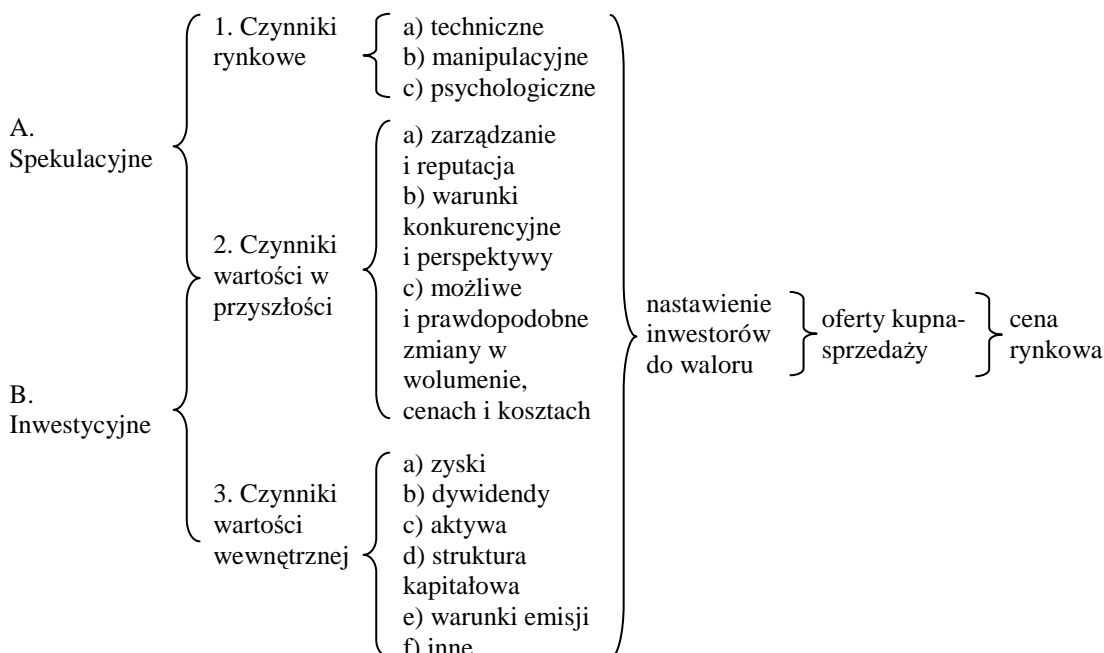 A.
Spekulacyjne
B.
Inwestycyjne
1. Czynniki
rynkowe
a) techniczne
b) manipulacyjne
c) psychologiczne
2. Czynniki
wartości w
przyszłości
a) zarządzanie
i reputacja
b) warunki
konkurencyjne
i perspektywy
c) możliwe
i prawdopodobne
zmiany w
wolumenie,
cenach i kosztach
3. Czynniki
wartości
wewnętrznej
a) zyski
b) dywidendy
c) aktywa
d) struktura
kapitałowa
e) warunki emisji
f) inne
nastawienie
inwestorów
do waloru
oferty kupna-
sprzedaży
cena
rynkowa